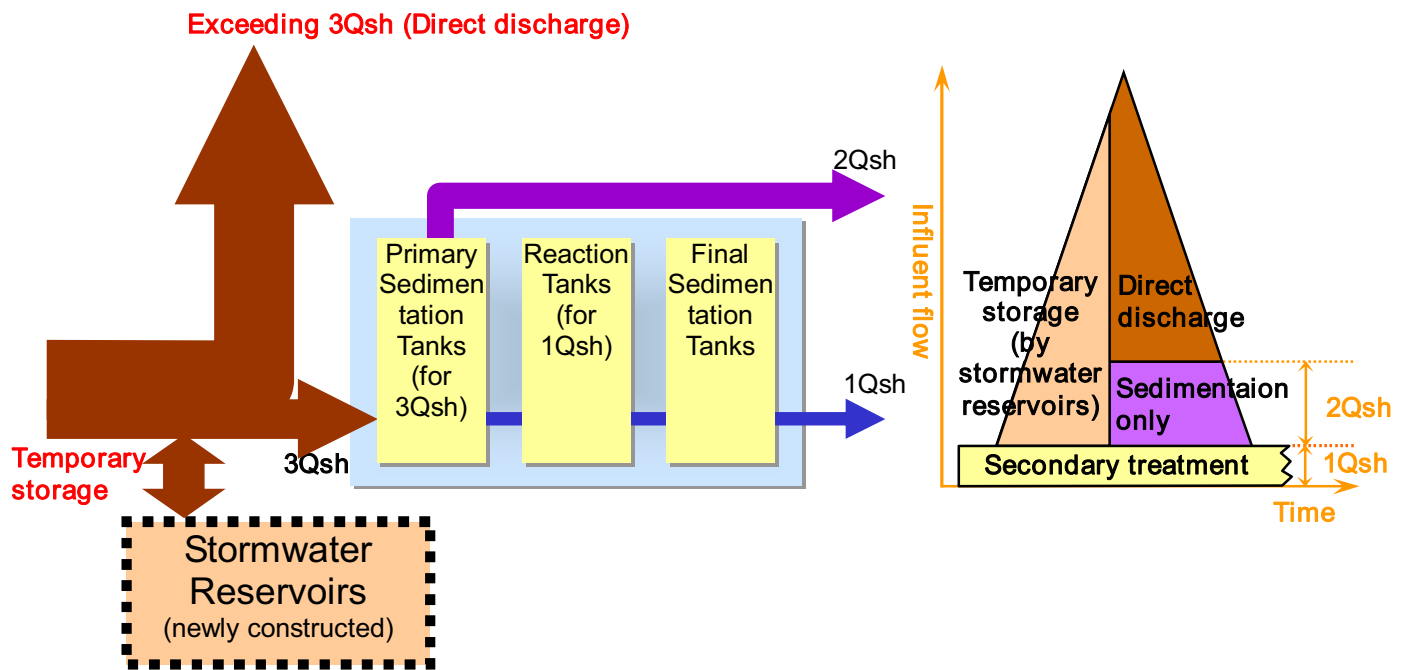 Exceeding 3Qsh (Direct discharge)
2Qsh
Primary
Sedimen
tation
Tanks
(for
3Qsh)
Reaction
Tanks
(for
1Qsh)
Final
Sedimen
tation
Tanks
1Qsh
3Qsh
Temporary
storage
Stormwater
Reservoirs
(newly constructed)
Influent flow
Temporary
storage
(by
stormwater
reservoirs)
Direct
discharge
Sedimentaion
only
2Qsh
Secondary treatment
1Qsh
Time